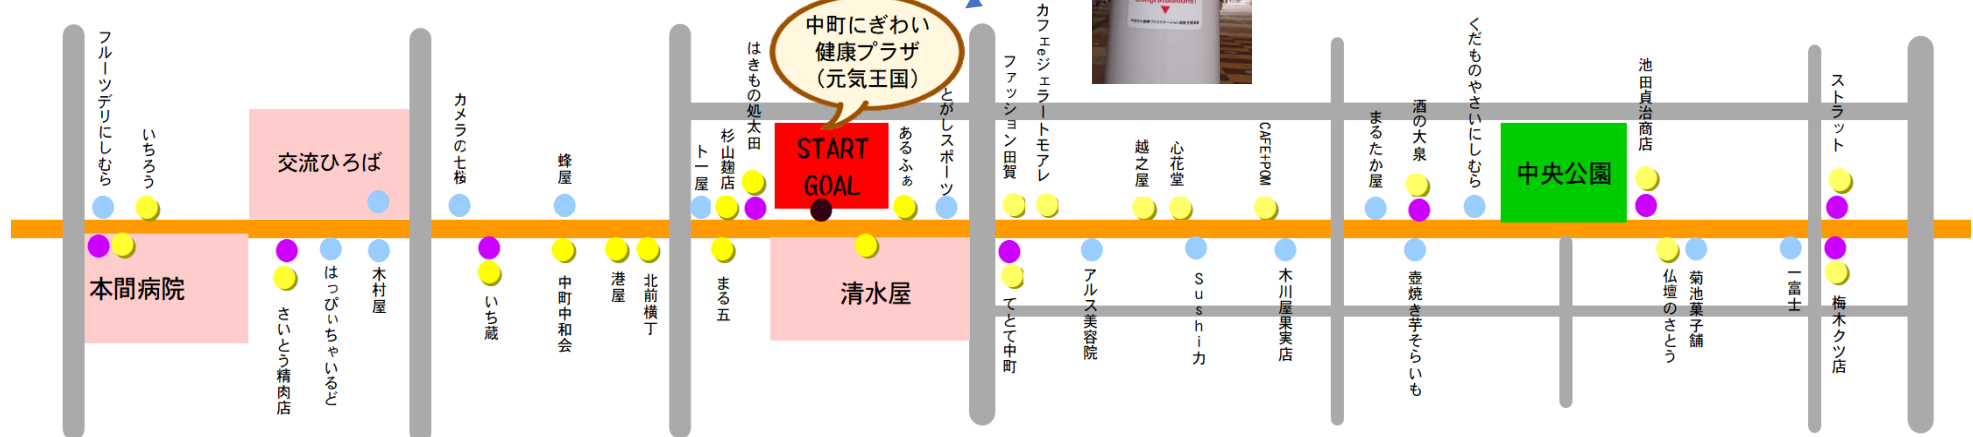 フルーツデリにしむら
いちろう
交流ひろば
本間病院
さいとう精肉店
はっぴぃちゃいるど
木村屋
カメラの七桜
蜂屋
いち蔵
中町中和会
港屋
北前横丁
ト一屋
杉山麹店
はきもの処太田
中町にぎわい
健康プラザ
(元気王国)
START
GOAL
あるふぁ
とがしスポーツ
まる五
清水屋
ファッション田賀
カフェeジェラートモアレ
越之屋
心花堂
CAFE+POM
てとて中町
アルス美容院
Sushi力
木川屋果実店
Congratulations!
まるたか屋
酒の大泉
くだものやさいにしむら
中央公園
池田貞治商店
ストラット
壺焼き芋そらいも
仏壇のさとう
菊池菓子舗
一富士
梅木クツ店